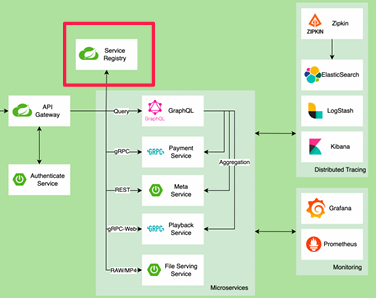 Service
Registry
API
Gateway
Authenticate
Service
Query
gRPC
REST
gRPC-Web
RAW/MP4
GraphQL
GraphQL
GRPC
Payment
Service
Meta
Service
GRPC
Playback
Service
File Serving
Service
Aggregation
Microservices
ZIPKIN
Zipkin
ElasticSearch
LogStash
Kibana
Distributed Tracing
Grafana
Prometheus
Monitoring